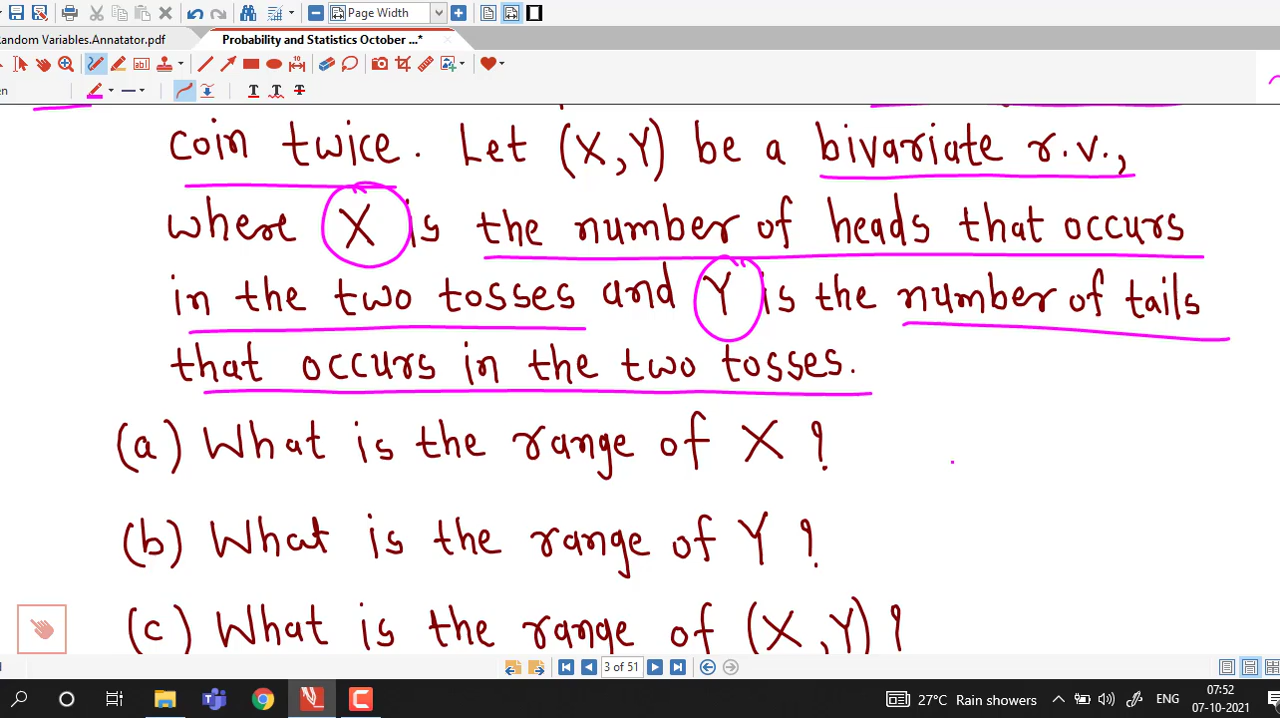 Page Width
Random Variables.Annatator.pdf
Probability and Statistics October ...*
en
coin twice. Let (X,Y) be a bivariate r.v.,
where X is the number of heads that occurs
in the two tosses and Y is the number of tails
that occurs in the two tosses.
(a) What is the range of X ?
(b) What is the range of Y ?
(c) What is the range of (X,Y) ?
3 of 51
27°C Rain showers
ENG
07:52
07-10-2021